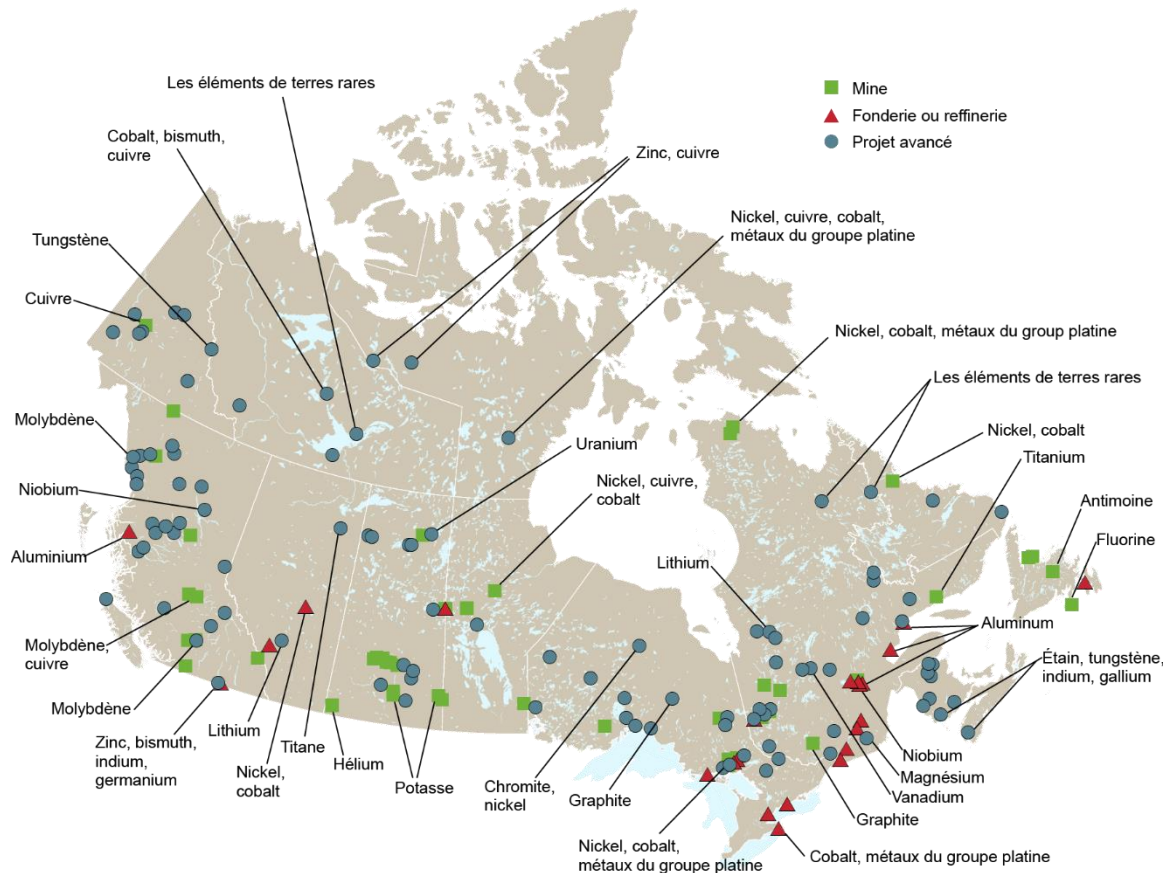 Les éléments de terres rares
Mine
Fonderie ou reffinerie
Projet avancé
Cobalt, bismuth,
cuivre
Zinc, cuivre
Nickel, cuivre, cobalt,
métaux du groupe platine
Tungstène
Cuivre
Nickel, cobalt, métaux du group platine
Les éléments de terres rares
Molybdène
Uranium
Nickel, cobalt
Nickel, cuivre,
cobalt
Titanium
Niobium
Antimoine
Fluorine
Aluminium
Lithium
Aluminum
Molybdène,
cuivre
Étain, tungstène,
indium, gallium
Molybdène
Zinc, bismuth,
indium,
germanium
Lithium
Nickel,
cobalt
Titane
Hélium
Potasse
Chromite,
nickel
Graphite
Niobium
Magnésium
Vanadium
Graphite
Nickel, cobalt,
métaux du groupe platine
Cobalt, métaux du groupe platine